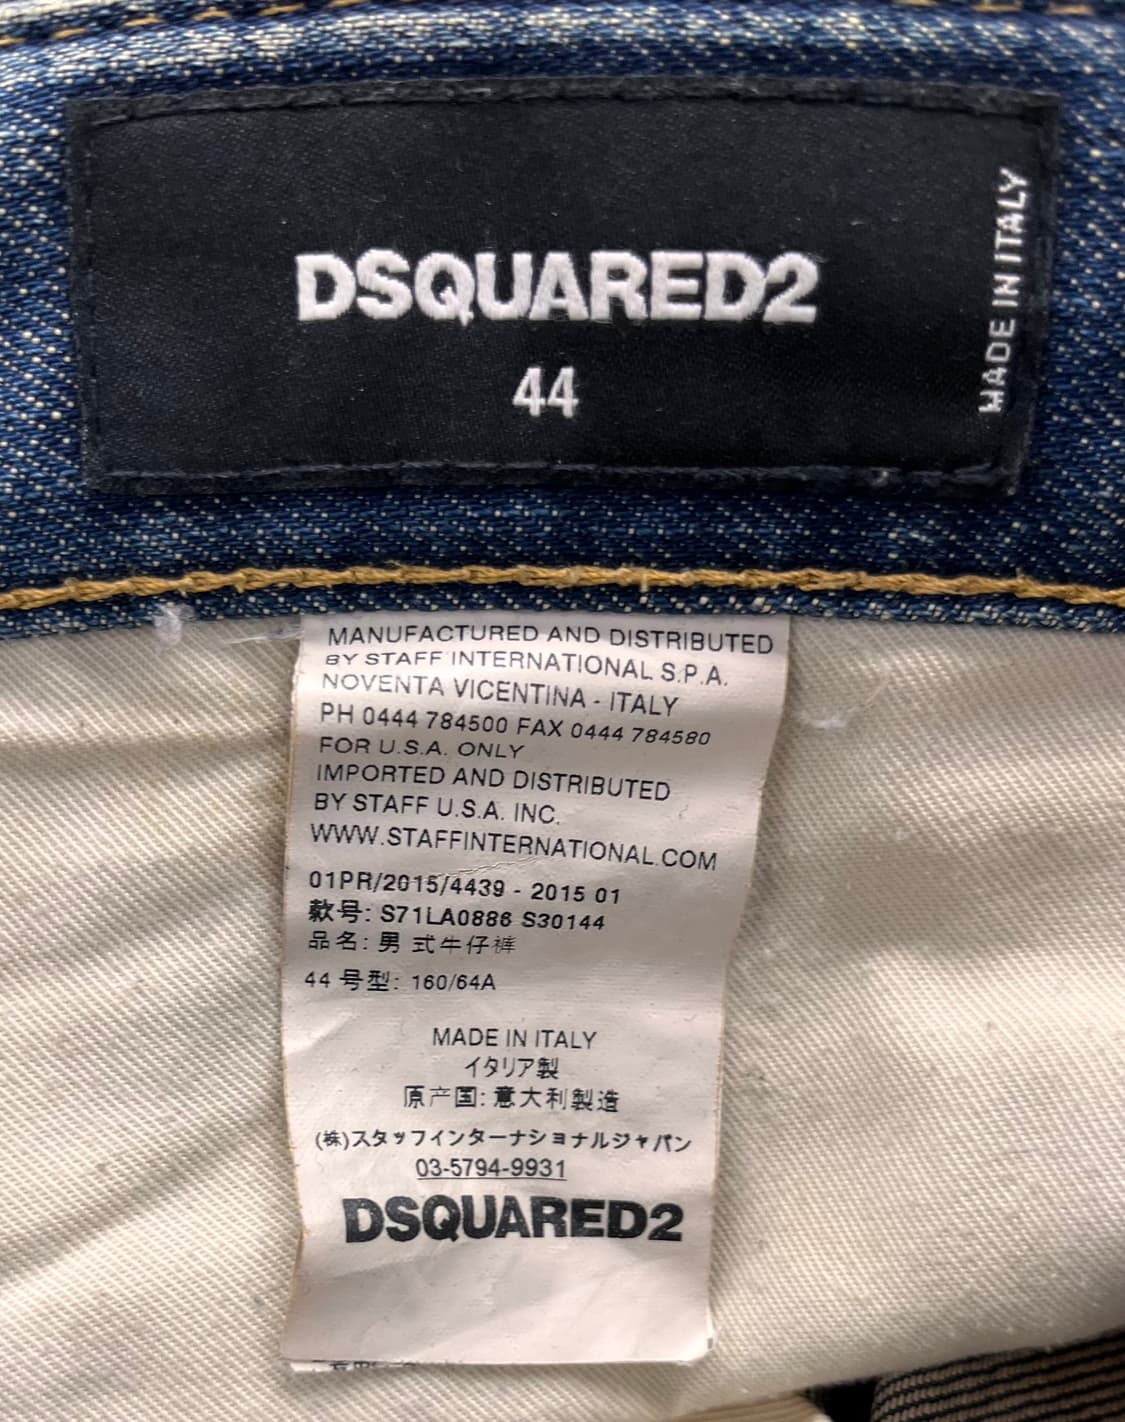 DSQUARED2
44
MADE IN ITALY
MANUFACTURED AND DISTRIBUTED
BY STAFF INTERNATIONAL S.P.A.
NOVENTA VICENTINA - ITALY
PH 0444 784500 FAX 0444 784580
FOR U.S.A. ONLY
IMPORTED AND DISTRIBUTED
BY STAFF U.S.A. INC.
WWW.STAFFINTERNATIONAL.COM
01PR/2015/4439 - 2015 01
款号: S71LA0886 S30144
品名: 男式牛仔裤
44 号型: 160/64A
MADE IN ITALY
イタリア製
原产国: 意大利製造
(株)スタッフインターナショナルジャパン
03-5794-9931
DSQUARED2